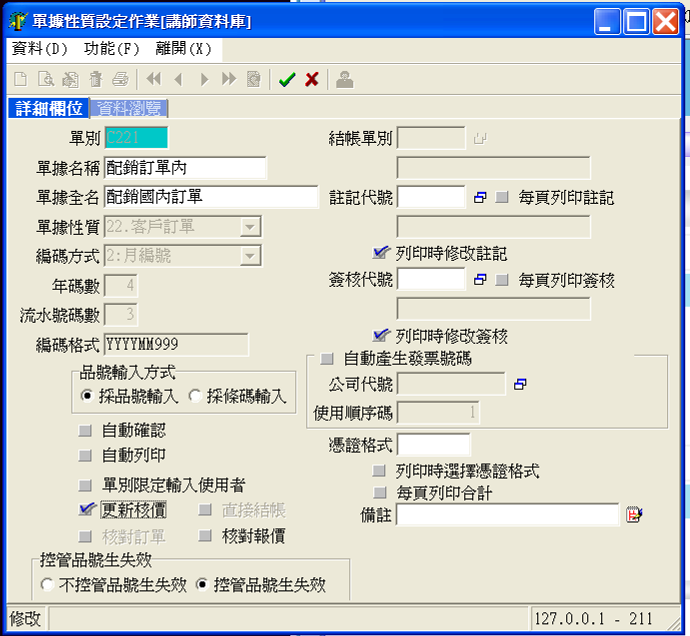 單據性質設定作業[講師資料庫]
資料(D) 功能(F) 離開(X)
詳細欄位 資料瀏覽
單別 C221
單據名稱 配銷訂單內
單據全名 配銷國內訂單
單據性質 22.客戶訂單
編碼方式 2:月編號
年碼數 4
流水號碼數 3
編碼格式 YYYYMM999
品號輸入方式
採品號輸入 採條碼輸入
自動確認
自動列印
單別限定輸入使用者
更新核價 直接結帳
核對訂單 核對報價
控管品號生失效
不控管品號生失效 控管品號生失效
結帳單別
註記代號 每頁列印註記
列印時修改註記
簽核代號 每頁列印簽核
列印時修改簽核
自動產生發票號碼
公司代號
使用順序碼 1
憑證格式
列印時選擇憑證格式
每頁列印合計
備註
修改 127.0.0.1 - 211